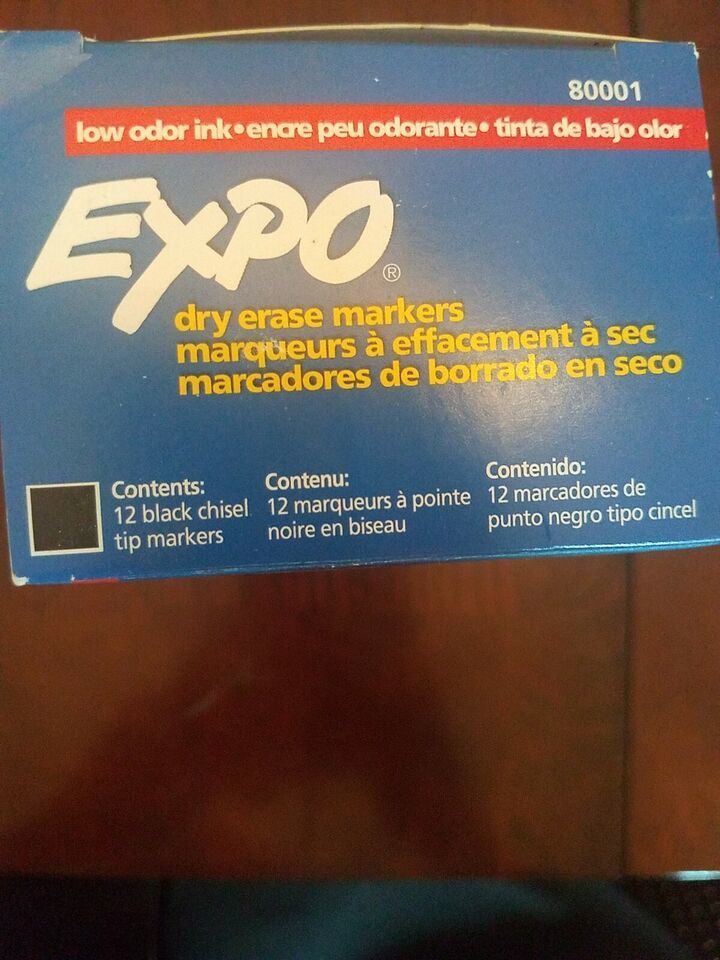 80001
low odor ink•encre peu odorante•tinta de bajo olor
EXPO®
dry erase markers
marqueurs à effacement à sec
marcadores de borrado en seco
Contents:
12 black chisel
tip markers
Contenu:
12 marqueurs à pointe
noire en biseau
Contenido:
12 marcadores de
punto negro tipo cincel